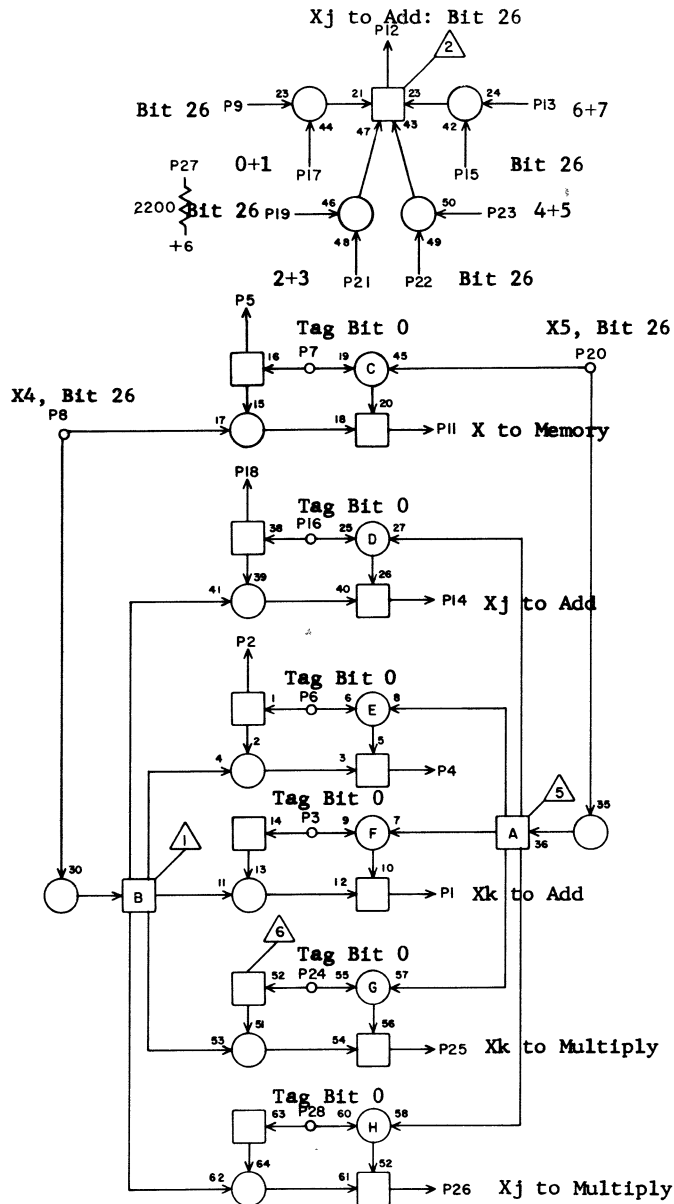 Xj to Add: Bit 26
P12
2
23 21 23 24
Bit 26 P9 P13 6+7
44 47 43 42
P27 0+1 P17 P15 Bit 26
2200 Bit 26 P19 46 50 P23 4+5
+6 48 49
2+3 P21 P22 Bit 26
P5
Tag Bit 0 X5, Bit 26
16 P7 19 C 45 P20
X4, Bit 26
P8 17 15 18 20 P11 X to Memory
P18
Tag Bit 0
38 P16 25 D 27
41 39 40 26 P14 Xj to Add
P2
Tag Bit 0
1 P6 6 E 8
4 2 3 5 P4
Tag Bit 0
5 35
14 P3 9 F 7 A 36
1
30 B 11 13 12 10 P1 Xk to Add
6
Tag Bit 0
52 P24 55 G 57
53 51 54 56 P25 Xk to Multiply
Tag Bit 0
63 P28 60 H 58
62 64 61 52 P26 Xj to Multiply